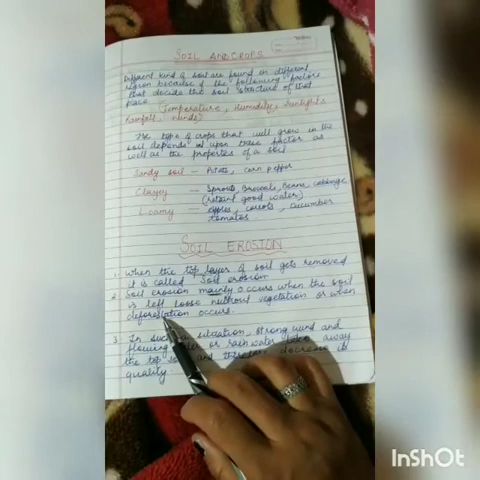 SOIL AND CROPS
Different kind of soil are found in different
region because of the following factors
that decide the soil structure of that
place (Temperature, Humidity, Sunlight,
Rainfall, winds)
The type of crops that will grow in the
soil depends upon these factor as
well as the properties of a soil
Sandy soil - Potato, corn pepper
Clayey - Sprouts, Beans, cabbage
(retain good water)
Loamy - carrots, cucumber
tomatos
SOIL EROSION
1. When the top layer of soil gets removed
it is called Soil erosion
2. Soil erosion mainly occurs when the soil
is left loose without vegetation or when
deforestation occurs.
3. In such a situation, strong wind and
flowing or rain water take away
the top and decrease it
quality
InShOt